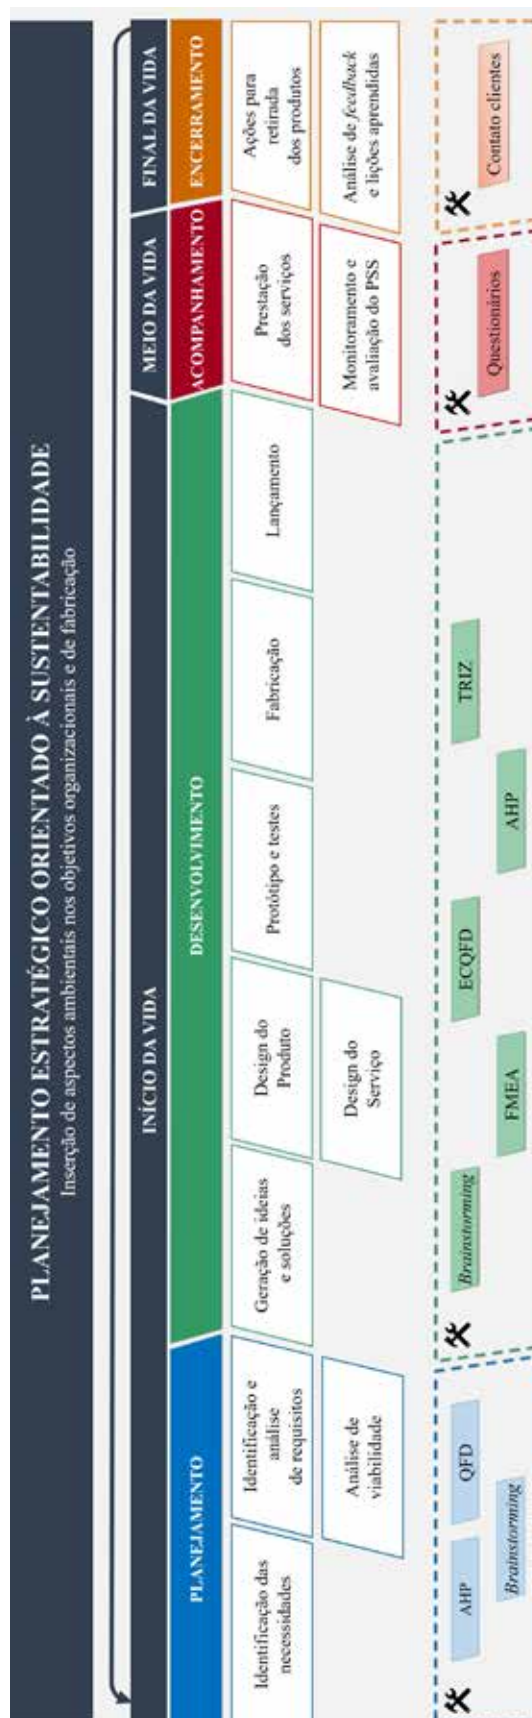 PLANEJAMENTO ESTRATÉGICO ORIENTADO À SUSTENTABILIDADE
Inserção de aspectos ambientais nos objetivos organizacionais e de fabricação
INÍCIO DA VIDA
MEIO DA VIDA
FINAL DA VIDA
PLANEJAMENTO
DESENVOLVIMENTO
ACOMPANHAMENTO
ENCERRAMENTO
Identificação das
necessidades
Identificação e
análise
de requisitos
Geração de ideias
e soluções
Design do
Produto
Protótipo e testes
Fabricação
Lançamento
Prestação
dos serviços
Ações para
retirada
dos produtos
Análise de
viabilidade
Design do
Serviço
Monitoramento e
avaliação do PSS
Análise de feedback
e lições aprendidas
AHP
QFD
Brainstorming
Brainstorming
FMEA
ECQFD
AHP
TRIZ
Questionários
Contato clientes